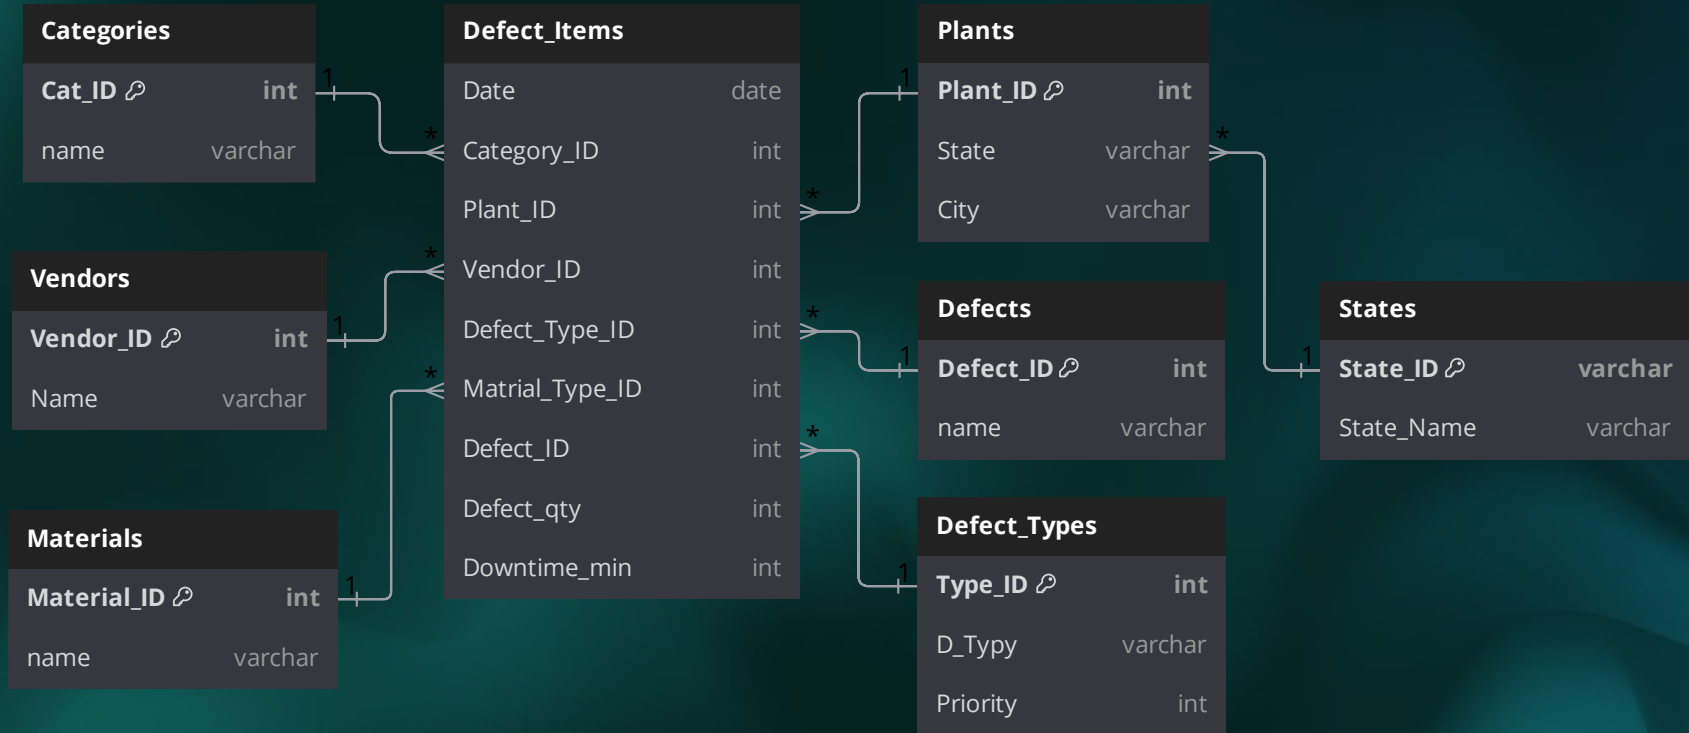 Categories
Cat_ID int
name varchar
Vendors
Vendor_ID int
Name varchar
Materials
Material_ID int
name varchar
Defect_Items
Date date
Category_ID int
Plant_ID int
Vendor_ID int
Defect_Type_ID int
Matrial_Type_ID int
Defect_ID int
Defect_qty int
Downtime_min int
Plants
Plant_ID int
State varchar
City varchar
Defects
Defect_ID int
name varchar
Defect_Types
Type_ID int
D_Typy varchar
Priority int
States
State_ID varchar
State_Name varchar
1
*
1
*
1
*
1
*
1
*
1
*
1
*